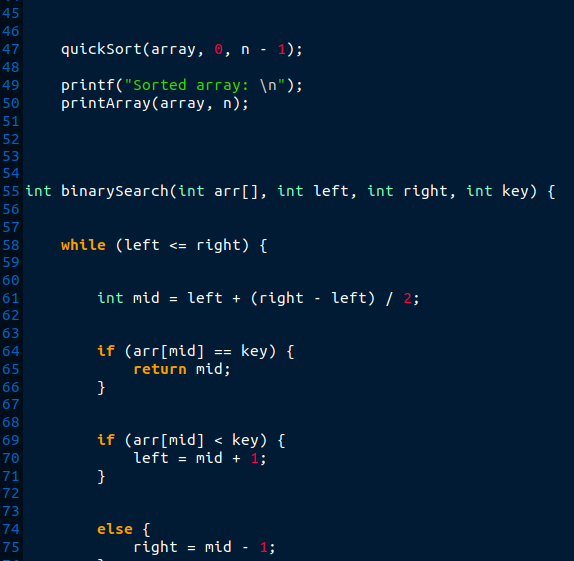 45
46
47 quickSort(array, 0, n - 1);
48
49 printf("Sorted array: \n");
50 printArray(array, n);
51
52
53
54
55 int binarySearch(int arr[], int left, int right, int key) {
56
57
58 while (left <= right) {
59
60
61 int mid = left + (right - left) / 2;
62
63
64 if (arr[mid] == key) {
65 return mid;
66 }
67
68
69 if (arr[mid] < key) {
70 left = mid + 1;
71 }
72
73
74 else {
75 right = mid - 1;